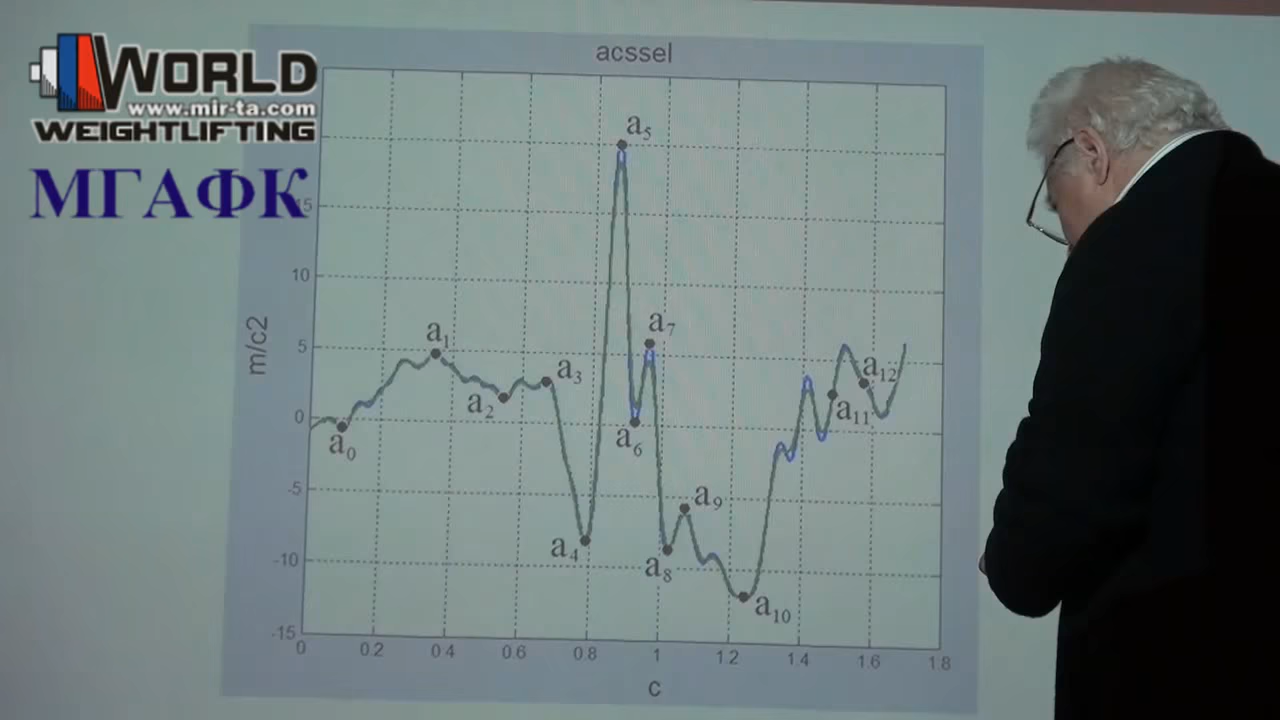 WORLD
www.mir-ta.com
WEIGHTLIFTING
МГАФК
acssel
15
10
5
0
-5
-10
-15
m/c2
0 0.2 0.4 0.6 0.8 1 1.2 1.4 1.6 1.8
c
a0
a1
a2
a3
a4
a5
a6
a7
a8
a9
a10
a11
a12